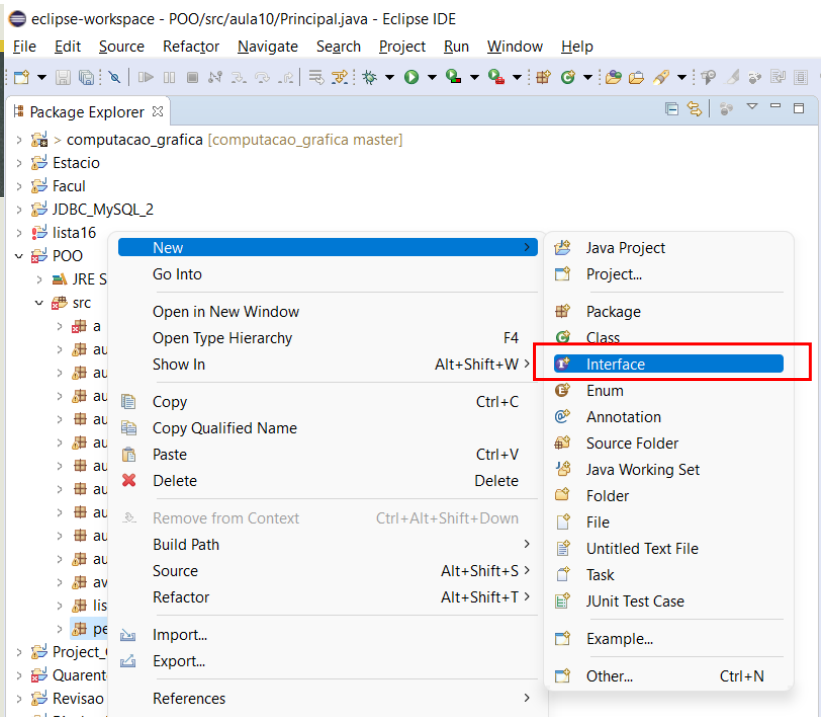 eclipse-workspace - POO/src/aula10/Principal.java - Eclipse IDE
File Edit Source Refactor Navigate Search Project Run Window Help
Package Explorer
> computacao_grafica [computacao_grafica master]
Estacio
Facul
JDBC_MySQL_2
lista16
POO
JRE S
src
a
au
au
au
au
au
au
au
au
au
au
av
lis
pe
Project_
Quarent
Revisao
New
Go Into
Open in New Window
Open Type Hierarchy F4
Show In Alt+Shift+W
Copy Ctrl+C
Copy Qualified Name
Paste Ctrl+V
Delete Delete
Remove from Context Ctrl+Alt+Shift+Down
Build Path
Source Alt+Shift+S
Refactor Alt+Shift+T
Import...
Export...
References
Java Project
Project...
Package
Class
Interface
Enum
Annotation
Source Folder
Java Working Set
Folder
File
Untitled Text File
Task
JUnit Test Case
Example...
Other... Ctrl+N